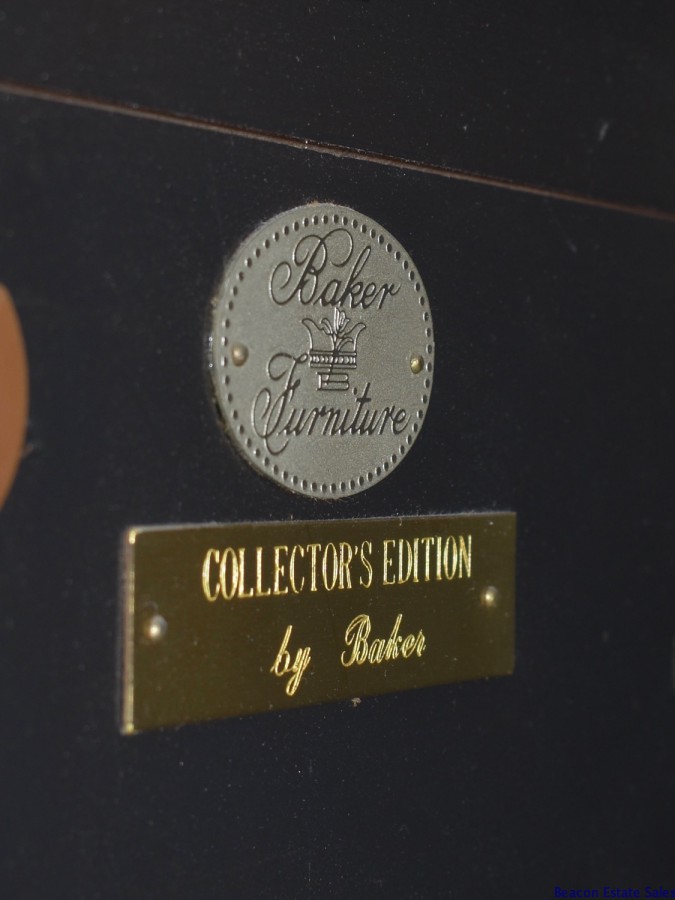 Baker
Furniture
COLLECTOR'S EDITION
by Baker
Beacon Estate Sales